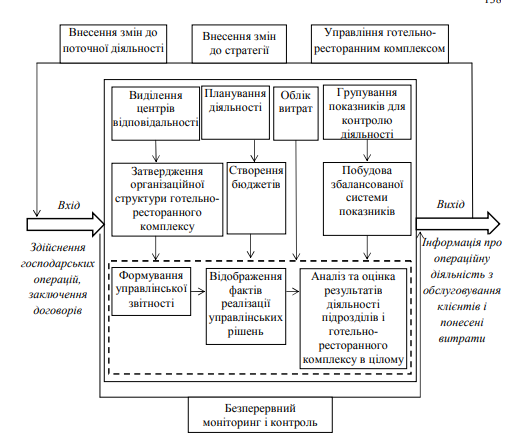 138
Внесення змін до
поточної діяльності
Внесення змін до
стратегії
Управління готельно-
ресторанним комплексом
Виділення
центрів
відповідальності
Планування
діяльності
Облік
витрат
Групування
показників для
контролю
діяльності
Затвердження
організаційної
структури готельно-
ресторанного
комплексу
Створення
бюджетів
Побудова
збалансованої
системи
показників
Вхід
Здійснення
господарських
операцій,
заключення
договорів
Вихід
Інформація про
операційну
діяльність з
обслуговування
клієнтів і
понесені
витрати
Формування
управлінської
звітності
Відображення
фактів
реалізації
управлінських
рішень
Аналіз та оцінка
результатів
діяльності
підрозділів і
готельно-
ресторанного
комплексу в цілому
Безперервний
моніторинг і контроль